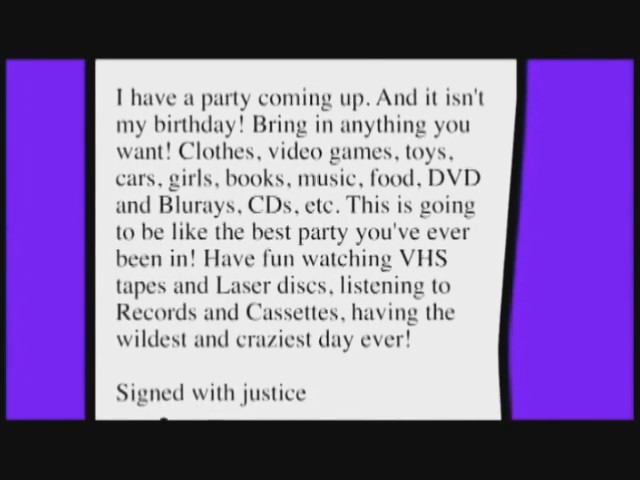 I have a party coming up. And it isn't
my birthday! Bring in anything you
want! Clothes, video games, toys,
cars, girls, books, music, food, DVD
and Blurays, CDs, etc. This is going
to be like the best party you've ever
been in! Have fun watching VHS
tapes and Laser discs, listening to
Records and Cassettes, having the
wildest and craziest day ever!
Signed with justice